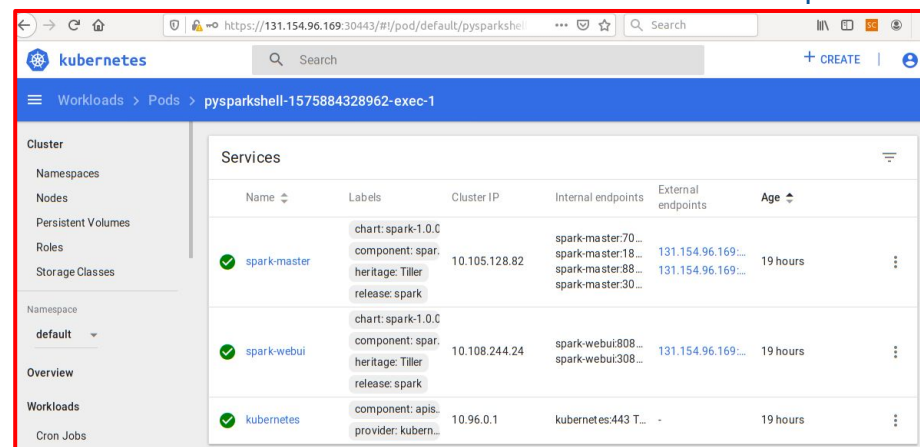 https://131.154.96.169:30443/#!/pod/default/pysparkshel
Search
kubernetes
Search
+ CREATE
Workloads > Pods > pysparkshell-1575884328962-exec-1
Cluster
Namespaces
Nodes
Persistent Volumes
Roles
Storage Classes
Namespace
default
Overview
Workloads
Cron Jobs
Services
Name Labels Cluster IP Internal endpoints External endpoints Age
spark-master
chart: spark-1.0.0
component: spar.
heritage: Tiller
release: spark
10.105.128.82
spark-master:70...
spark-master:18...
spark-master:88...
spark-master:30...
131.154.96.169:...
131.154.96.169:...
19 hours
spark-webui
chart: spark-1.0.0
component: spar.
heritage: Tiller
release: spark
10.108.244.24
spark-webui:808...
spark-webui:308...
131.154.96.169:...
19 hours
kubernetes
component: apis..
provider: kubern...
10.96.0.1
kubernetes:443 T...
-
19 hours